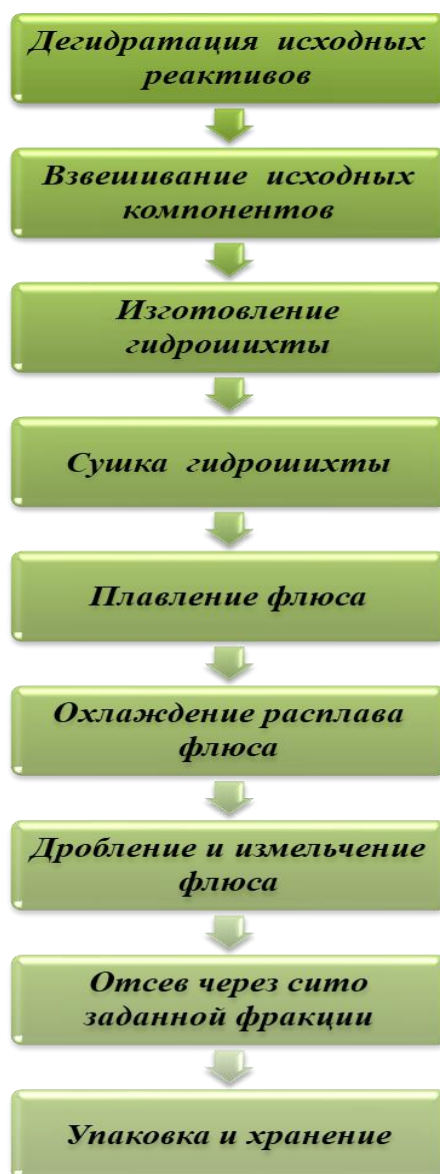 Дегидратация исходных
реактивов
Взвешивание исходных
компонентов
Изготовление
гидрошихты
Сушка гидрошихты
Плавление флюса
Охлаждение расплава
флюса
Дробление и измельчение
флюса
Отсев через сито
заданной фракции
Упаковка и хранение